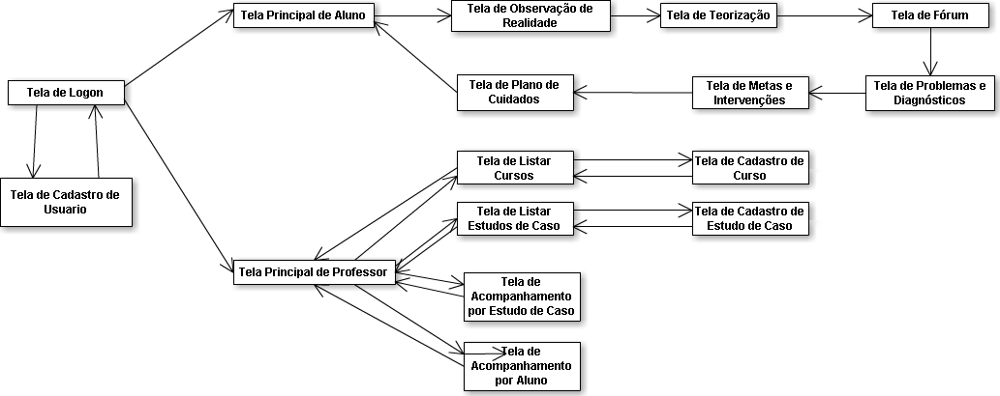 Tela Principal de Aluno
Tela de Observação de
Realidade
Tela de Teorização
Tela de Fórum
Tela de Logon
Tela de Plano de
Cuidados
Tela de Metas e
Intervenções
Tela de Problemas e
Diagnósticos
Tela de Cadastro de
Usuario
Tela de Listar
Cursos
Tela de Cadastro de
Curso
Tela de Listar
Estudos de Caso
Tela de Cadastro de
Estudo de Caso
Tela Principal de Professor
Tela de
Acompanhamento
por Estudo de Caso
Tela de
Acompanhamento
por Aluno